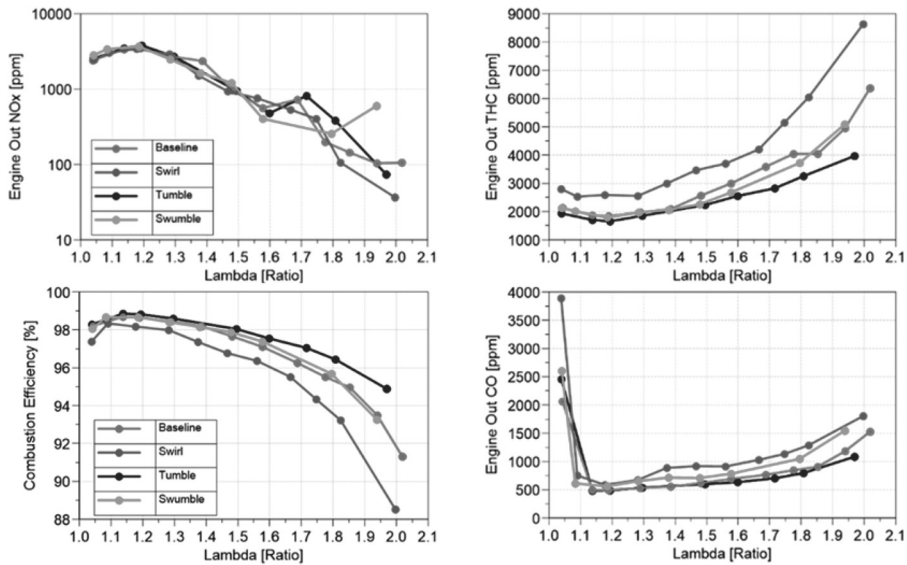 Engine Out NOx [ppm]
10000
1000
100
10
Baseline
Swirl
Tumble
Swumble
1.0 1.1 1.2 1.3 1.4 1.5 1.6 1.7 1.8 1.9 2.0 2.1
Lambda [Ratio]
Engine Out THC [ppm]
9000
8000
7000
6000
5000
4000
3000
2000
1000
1.0 1.1 1.2 1.3 1.4 1.5 1.6 1.7 1.8 1.9 2.0 2.1
Lambda [Ratio]
Combustion Efficiency [%]
100
98
96
94
92
90
88
Baseline
Swirl
Tumble
Swumble
1.0 1.1 1.2 1.3 1.4 1.5 1.6 1.7 1.8 1.9 2.0 2.1
Lambda [Ratio]
Engine Out CO [ppm]
4000
3500
3000
2500
2000
1500
1000
500
0
1.0 1.1 1.2 1.3 1.4 1.5 1.6 1.7 1.8 1.9 2.0 2.1
Lambda [Ratio]